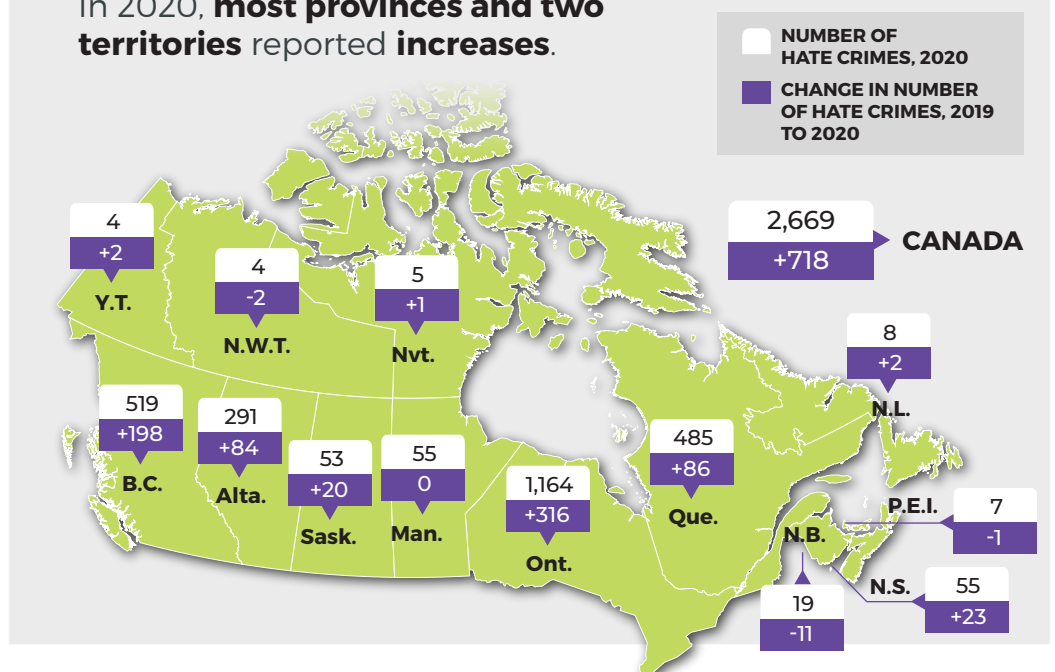 In 2020, most provinces and two
territories reported increases.
NUMBER OF
HATE CRIMES, 2020
CHANGE IN NUMBER
OF HATE CRIMES, 2019
TO 2020
2,669
+718
CANADA
4
+2
Y.T.
4
-2
N.W.T.
5
+1
Nvt.
8
+2
N.L.
519
+198
B.C.
291
+84
Alta.
53
+20
Sask.
55
0
Man.
1,164
+316
Ont.
485
+86
Que.
P.E.I.
7
-1
N.B.
19
-11
N.S.
55
+23